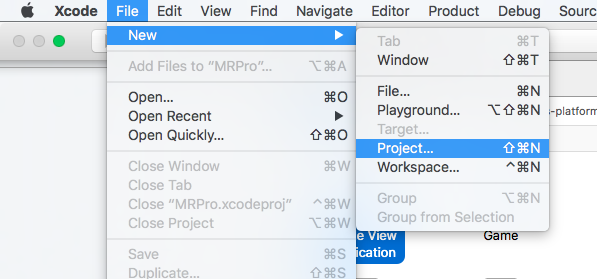 Xcode File Edit View Find Navigate Editor Product Debug Sourc
New
Tab ⌘T
Window ⇧⌘T
Add Files to “MRPro”... ⌥⌘A
File... ⌘N
Open... ⌘O
Playground... ⌥⇧⌘N
s-platform
Open Recent
Target...
Open Quickly... ⇧⌘O
Project... ⇧⌘N
Close Window ⌘W
Workspace... ^⌘N
Close Tab
Group ⌥⌘N
Close “MRPro.xcodeproj” ^⌘W
Group from Selection
Close Project ⌥⌘W
e View
Game
ication
Save ⌘S
Duplicate... ⇧⌘S